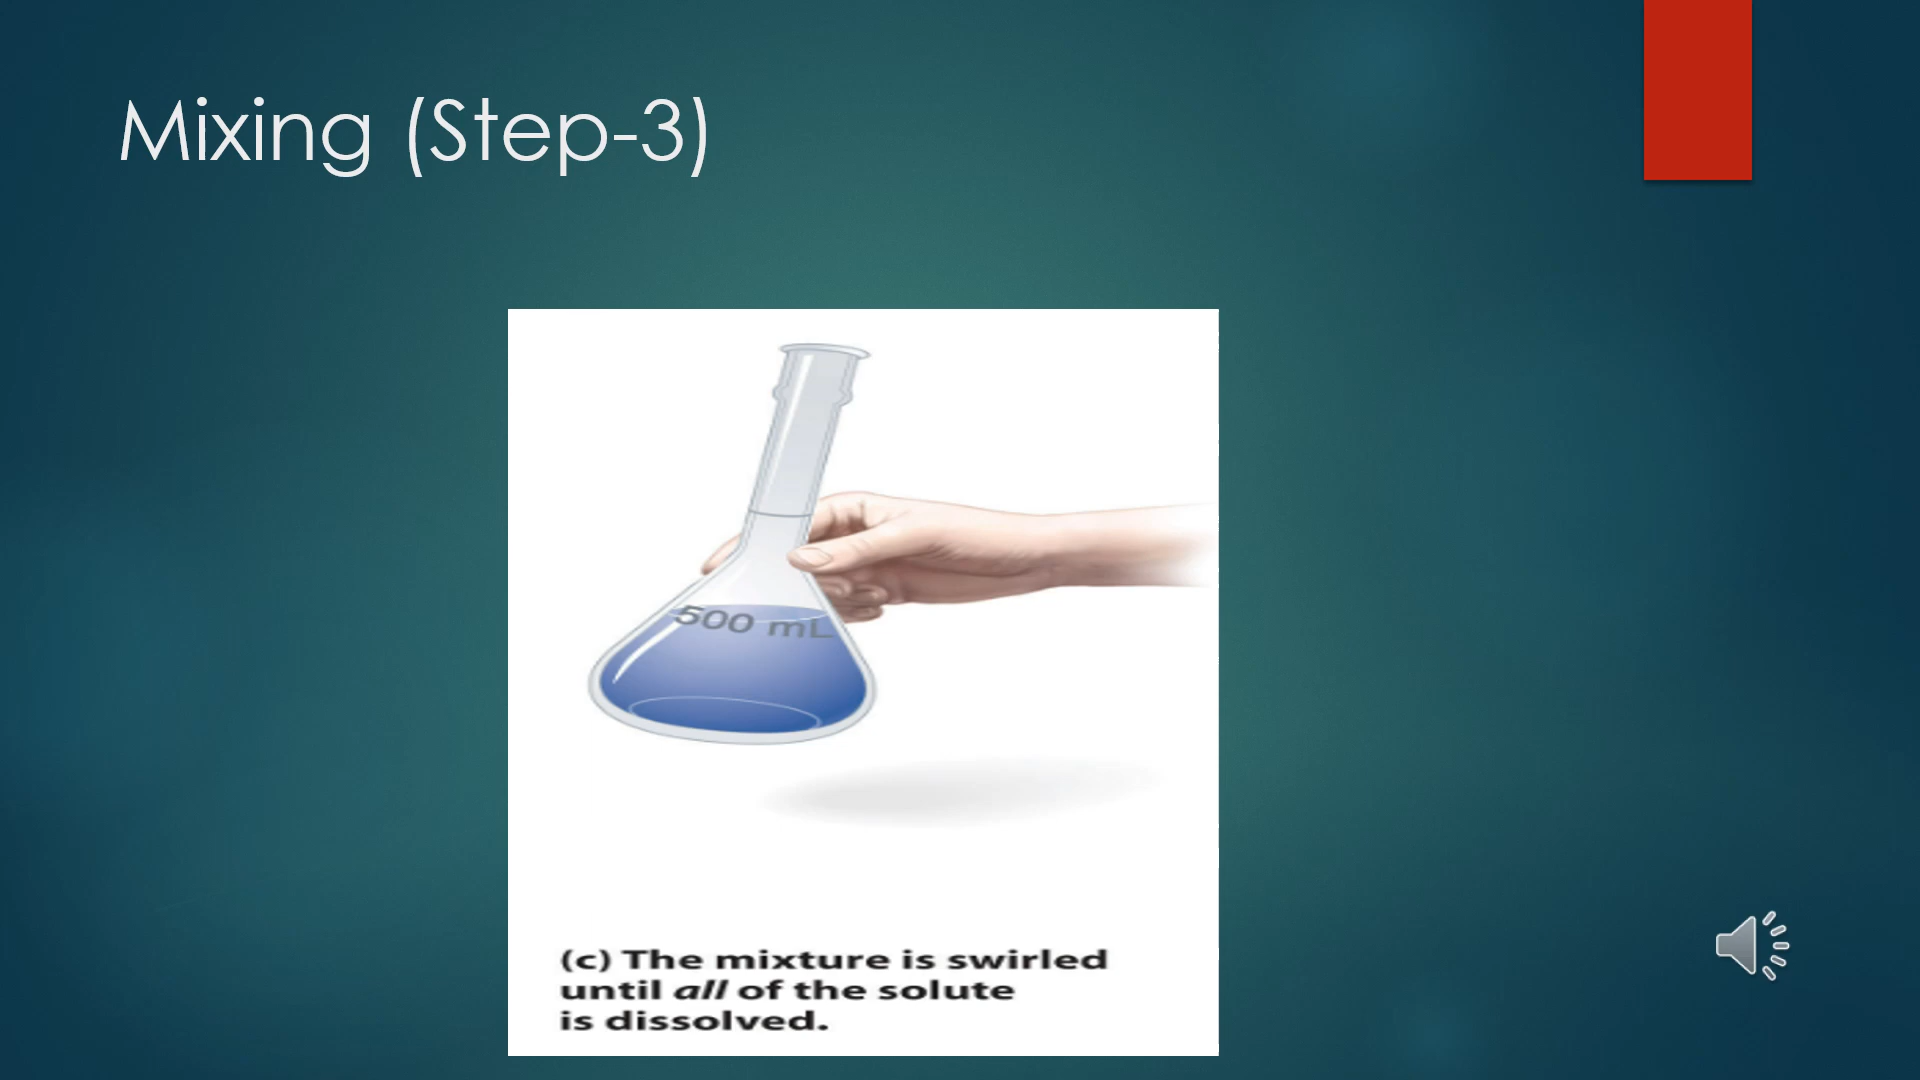 Mixing (Step-3)
500 mL
(c) The mixture is swirled
until all of the solute
is dissolved.